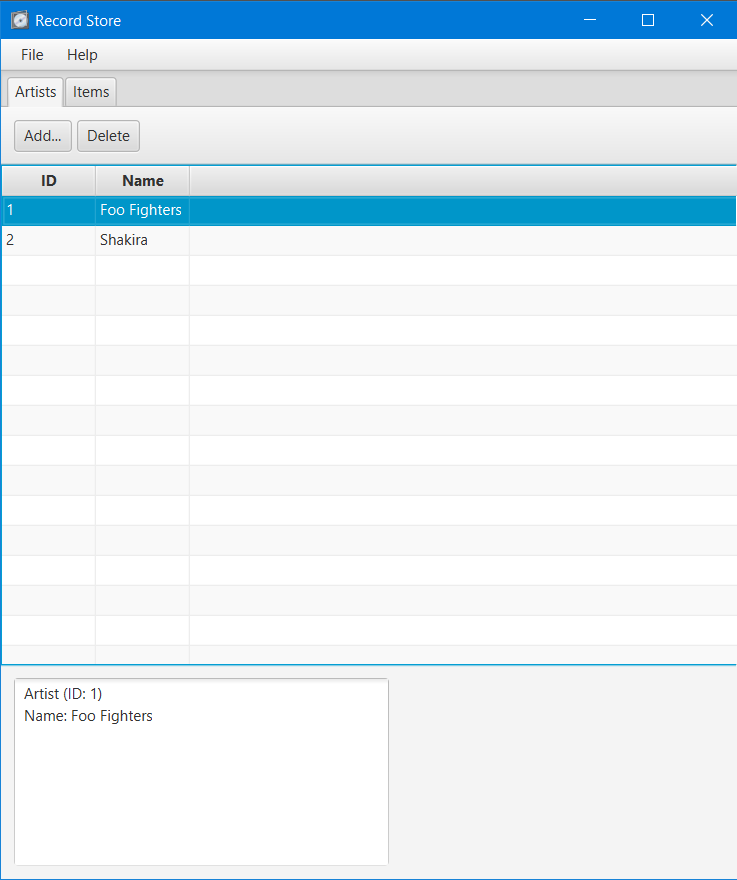 Record Store
File Help
Artists Items
Add... Delete
ID Name
1 Foo Fighters
2 Shakira
Artist (ID: 1)
Name: Foo Fighters